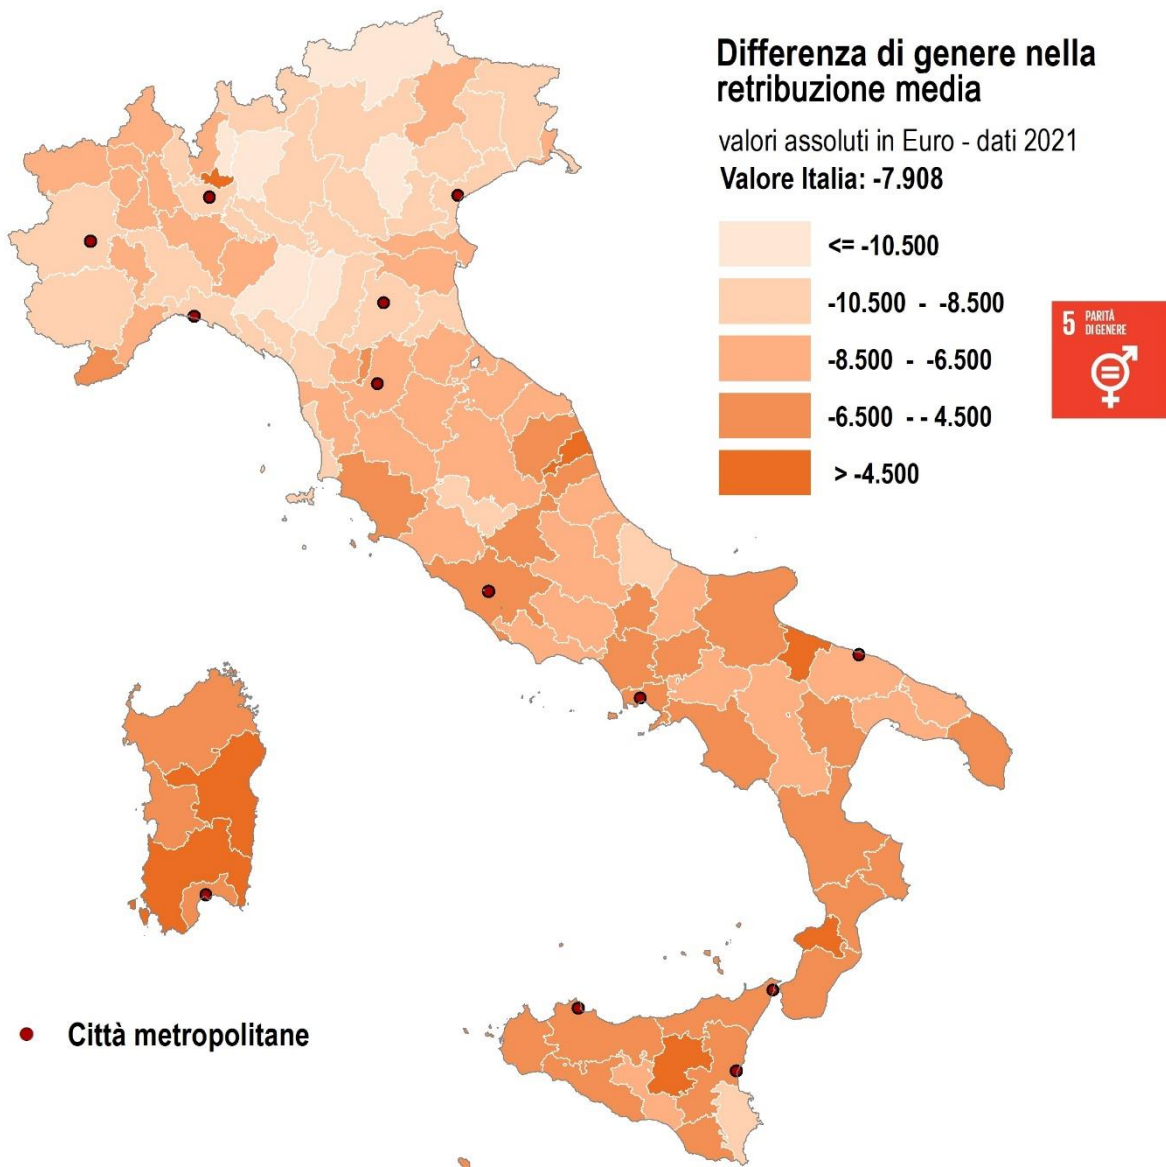 Differenza di genere nella
retribuzione media
valori assoluti in Euro - dati 2021
Valore Italia: -7.908
<= -10.500
-10.500 - -8.500
-8.500 - -6.500
-6.500 - - 4.500
> -4.500
5 PARITÀ
DI GENERE
Città metropolitane